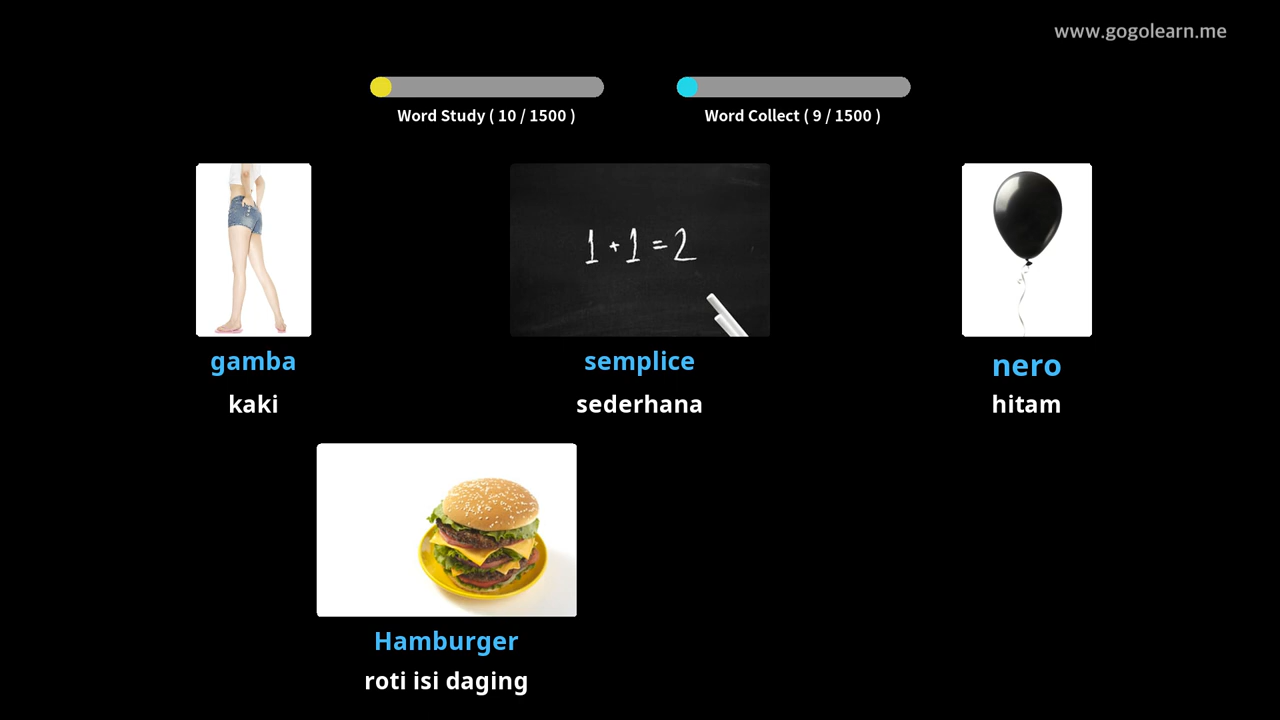 www.gogolearn.me
Word Study ( 10 / 1500 )
Word Collect ( 9 / 1500 )
1 + 1 = 2
gamba
semplice
nero
kaki
sederhana
hitam
Hamburger
roti isi daging